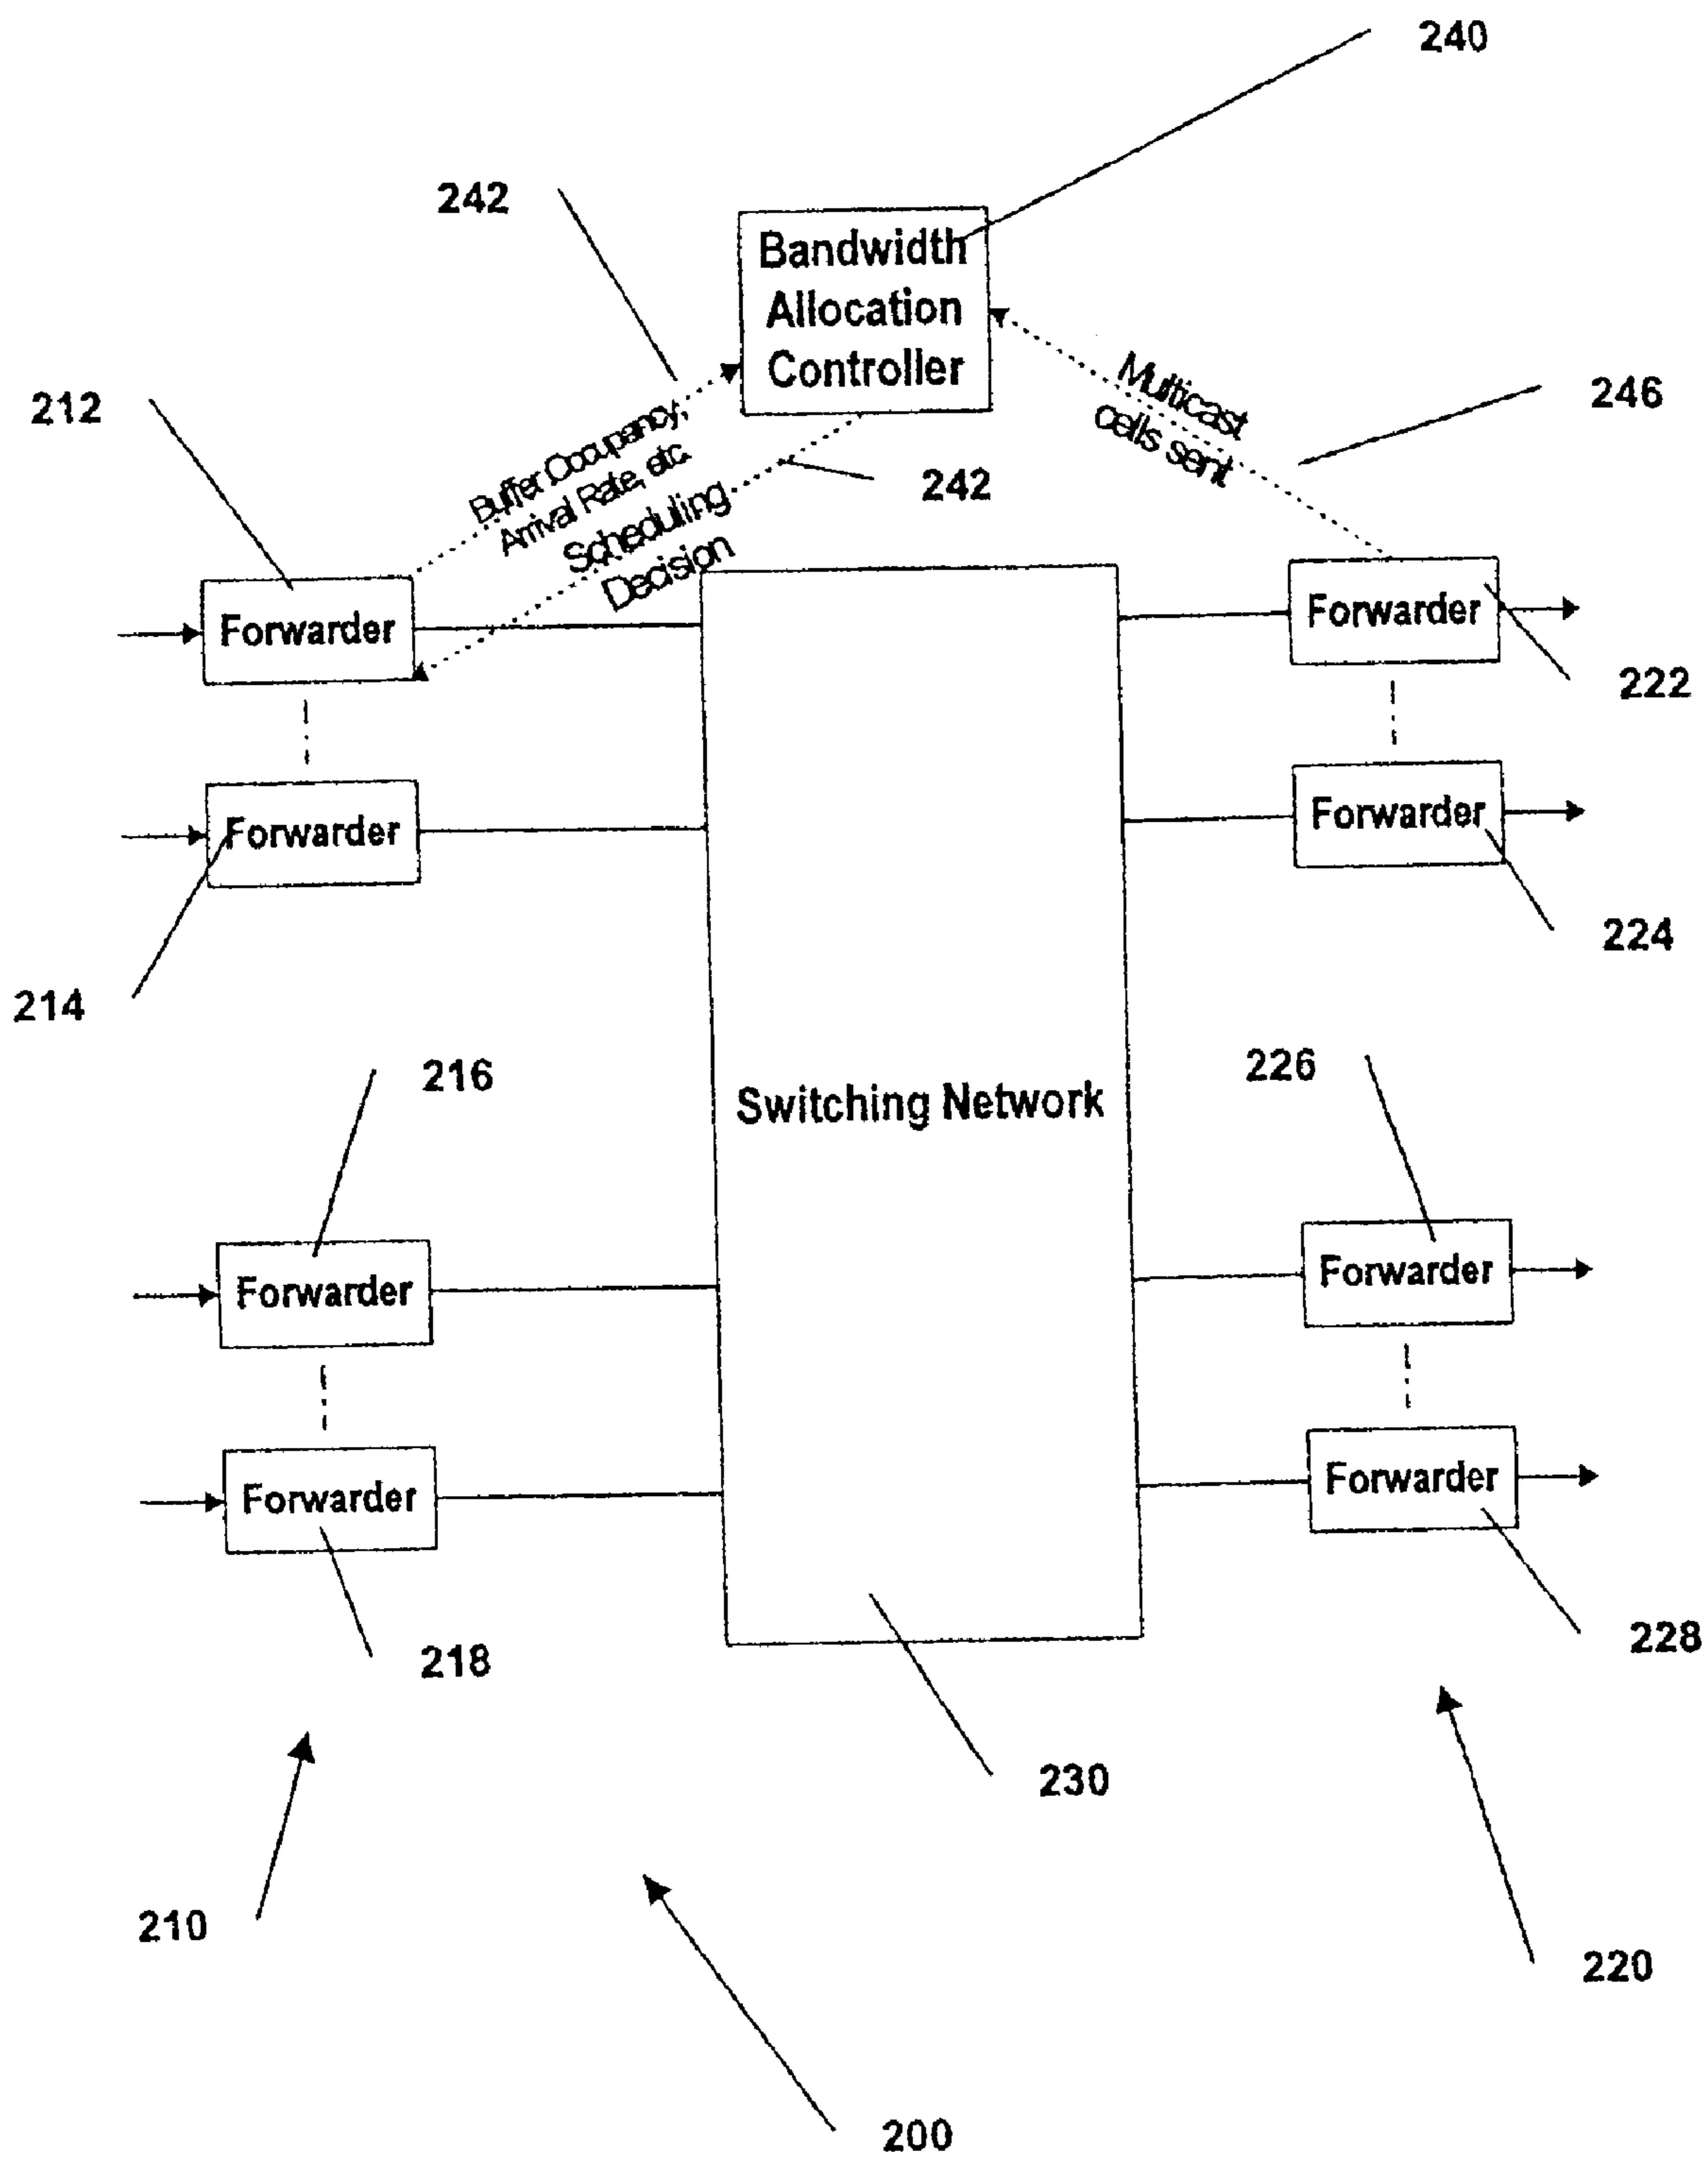 240
242
Bandwidth
Allocation
Controller
Multicast
cells sent
246
212
Buffer Occupancy,
Arrival Rate, etc.
242
Scheduling
Decision
Forwarder
Forwarder
222
Forwarder
Forwarder
224
214
216
226
Switching Network
Forwarder
Forwarder
Forwarder
Forwarder
218
228
230
210
220
200